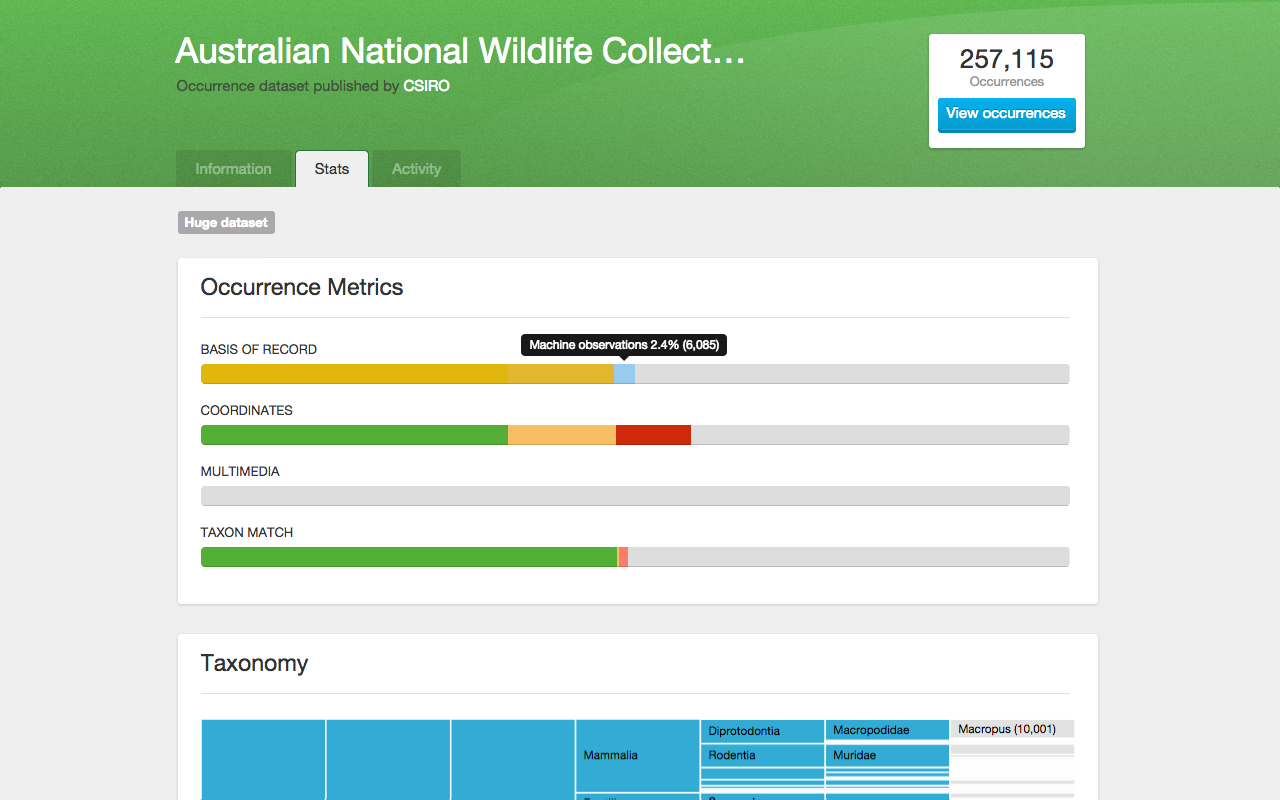 Australian National Wildlife Collect...
Occurrence dataset published by CSIRO
257,115
Occurrences
View occurrences
Information
Stats
Activity
Huge dataset
Occurrence Metrics
BASIS OF RECORD
Machine observations 2.4% (6,085)
COORDINATES
MULTIMEDIA
TAXON MATCH
Taxonomy
Mammalia
Diprotodontia
Macropodidae
Macropus (10,001)
Rodentia
Muridae